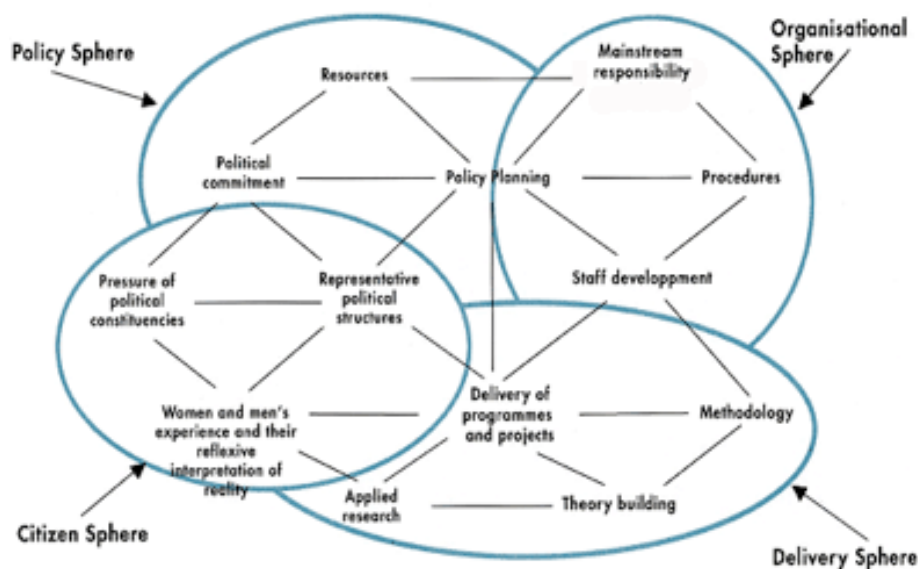 Policy Sphere
Organisational
Sphere
Resources
Mainstream
responsibility
Political
commitment
Policy Planning
Procedures
Pressure of
political
constituencies
Representative
political
structures
Staff developpment
Women and men's
experience and their
reflexive
interpretation of
reality
Delivery of
programmes
and projects
Methodology
Applied
research
Theory building
Citizen Sphere
Delivery Sphere